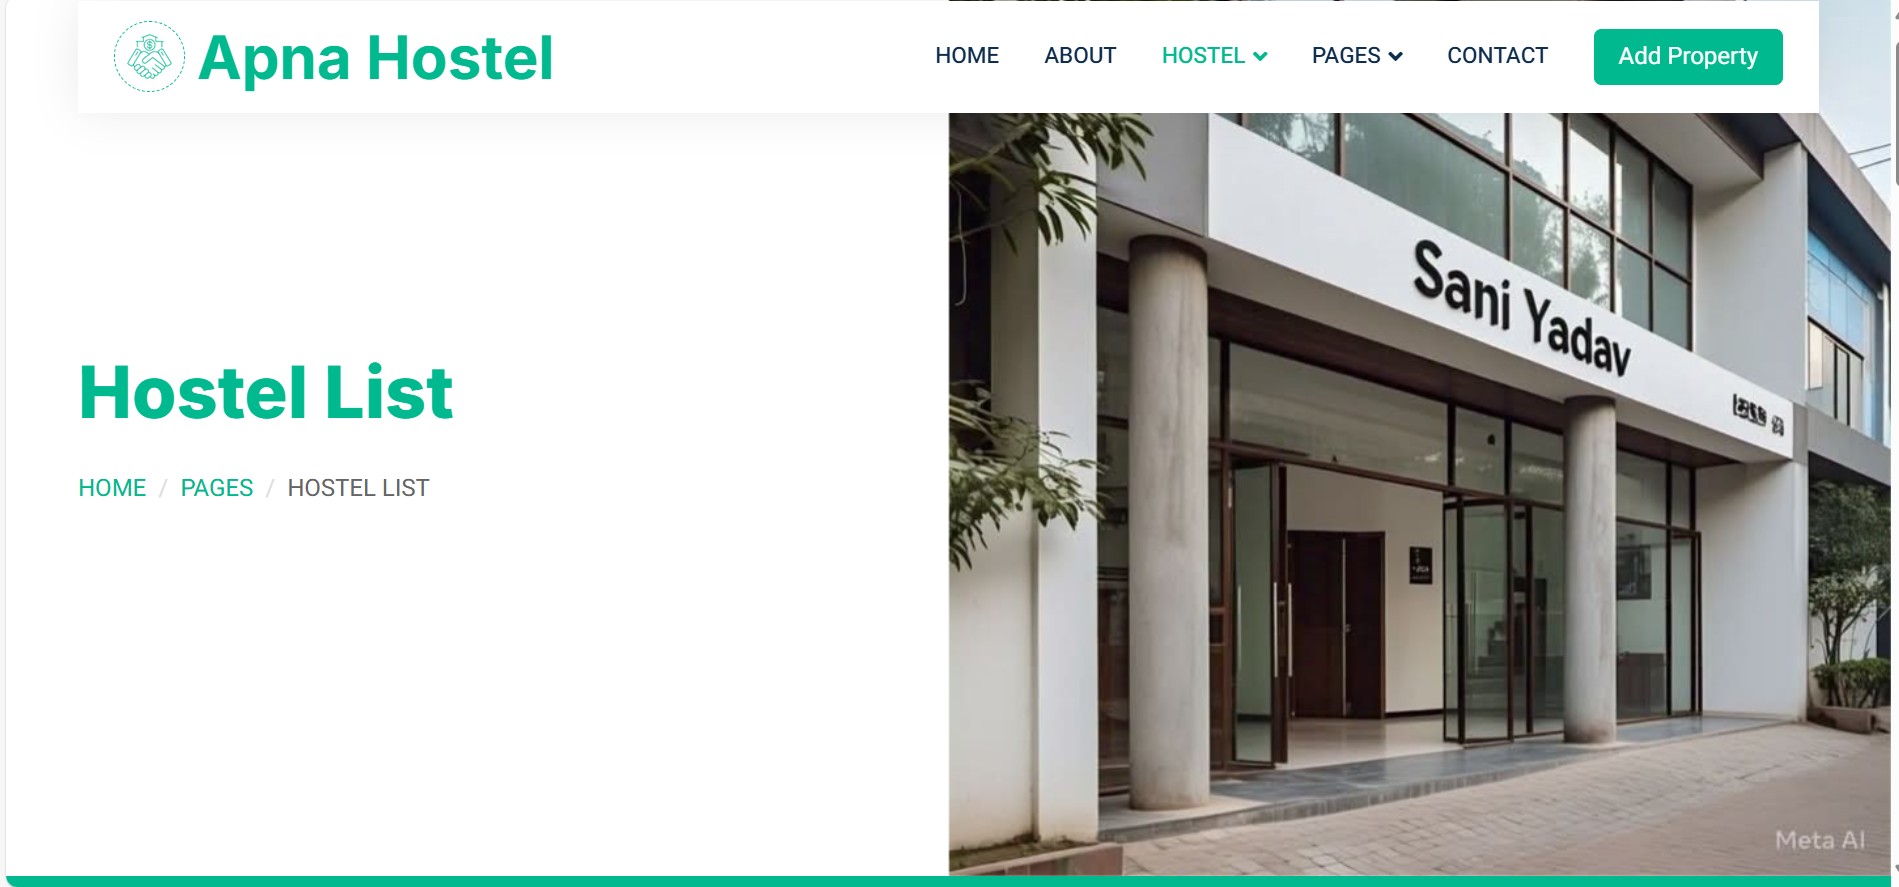 Apna Hostel
HOME ABOUT HOSTEL PAGES CONTACT Add Property
Sani Yadav
Hostel List
HOME / PAGES / HOSTEL LIST
Meta AI